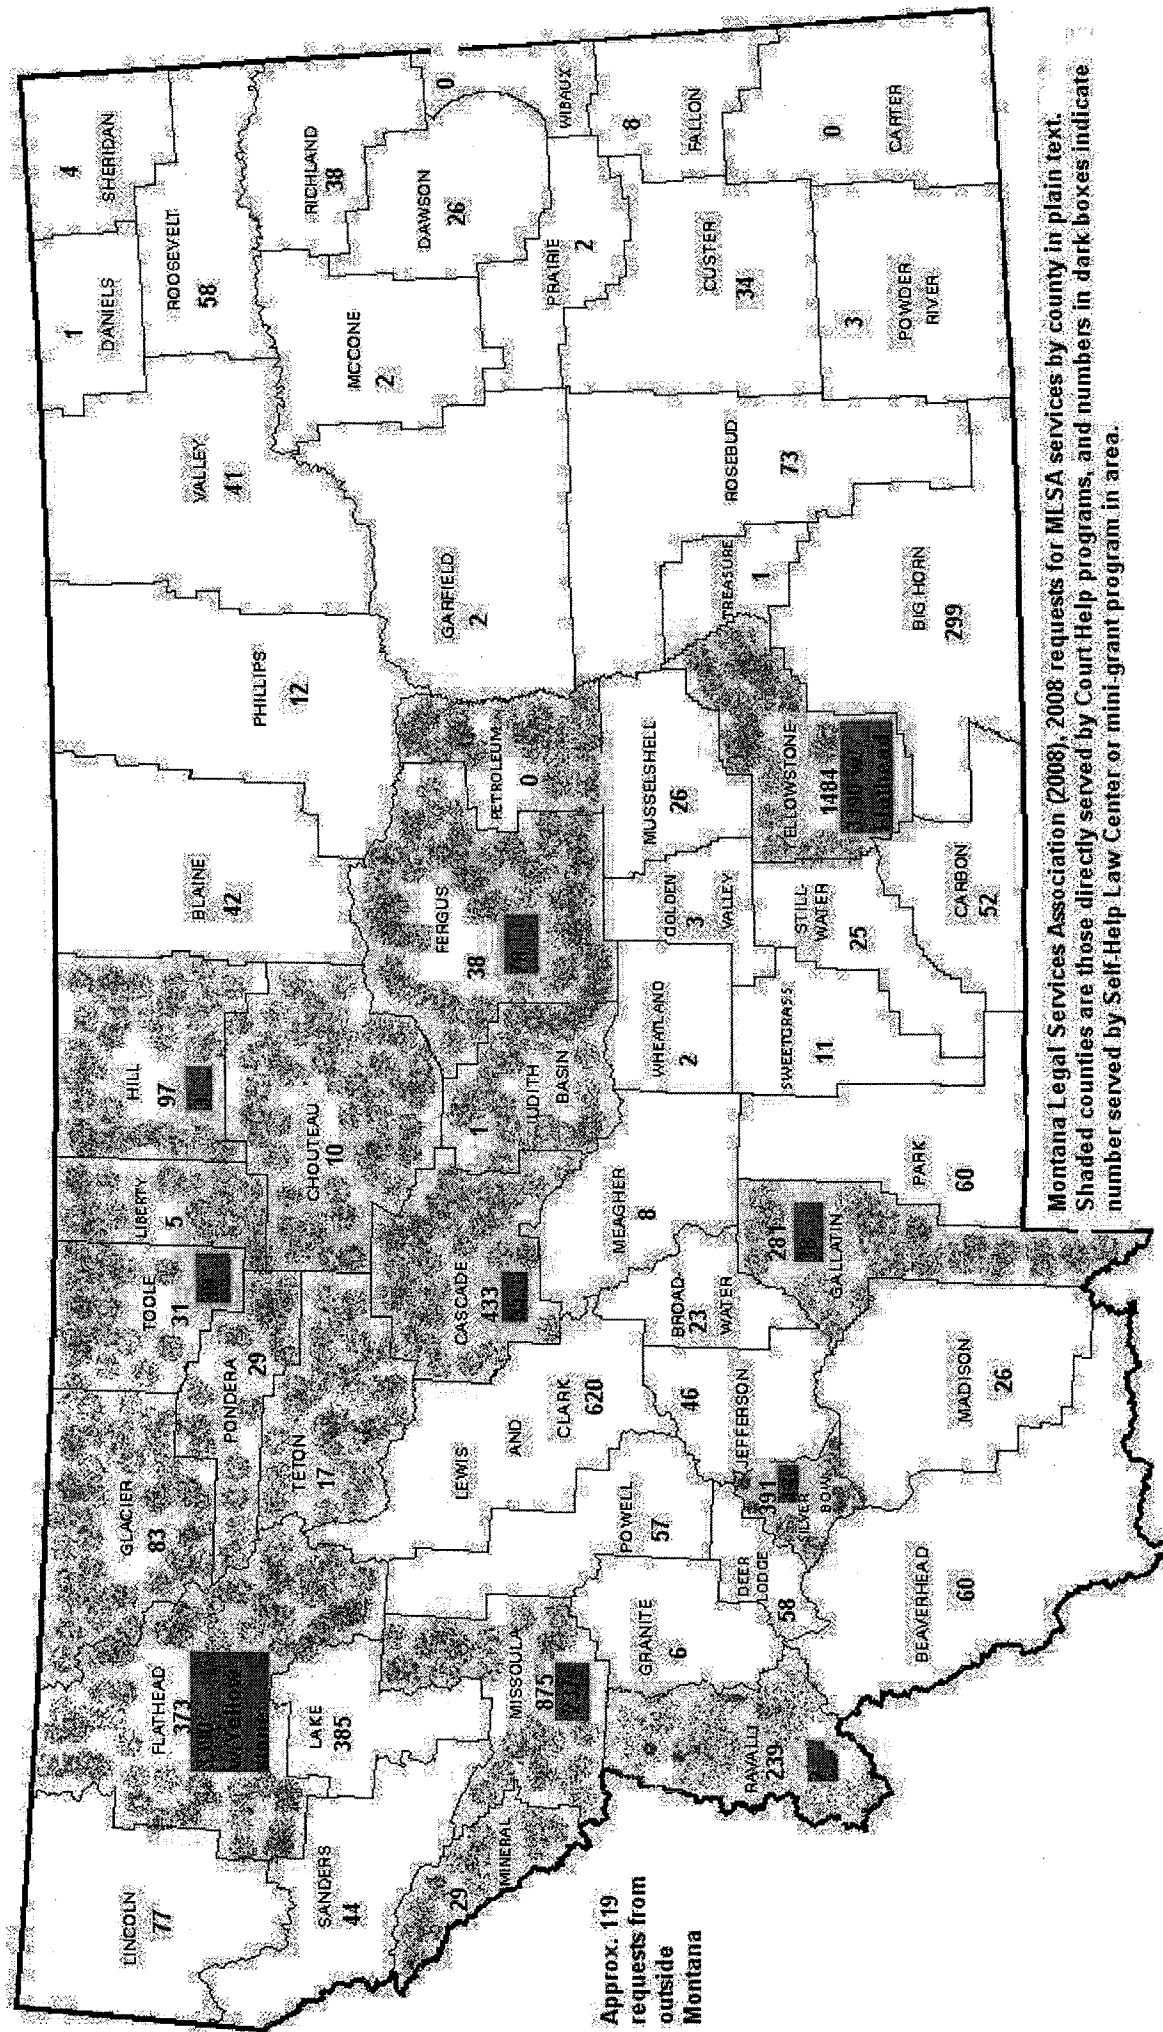 LINCOLN
77
FLATHEAD
373
GLACIER
83
TOOLE
31
LIBERTY
5
HILL
97
BLAINE
42
PHILLIPS
12
VALLEY
41
DANIELS
1
SHERIDAN
4
ROOSEVELT
58
SANDERS
44
LAKE
385
PONDERA
29
TETON
17
CHOUTEAU
10
RICHLAND
38
MCCONE
2
DAWSON
26
0
WIBAUX
GARFIELD
2
PRAIRIE
2
MINERAL
29
MISSOULA
875
LEWIS
AND
CLARK
620
CASCADE
433
JUDITH
BASIN
1
FERGUS
38
PETROLEUM
0
POWELL
57
GRANITE
6
MEAGHER
8
WHEATLAND
2
GOLDEN
3
VALLEY
MUSSELSHELL
26
ROSEBUD
73
TREASURE
1
CUSTER
34
FALLON
8
RAVALLI
239
DEER
LODGE
58
391
SILVER
BOW
JEFFERSON
46
BROAD
23
WATER
281
GALLATIN
PARK
60
SWEETGRASS
11
STILL
WATER
25
YELLOWSTONE
1484
CARBON
52
BIG HORN
299
3
POWDER
RIVER
0
CARTER
BEAVERHEAD
60
MADISON
26
Approx. 119
requests from
outside
Montana
Montana Legal Services Association (2008), 2008 requests for MLSA services by county in plain text.
Shaded counties are those directly served by Court Help programs, and numbers in dark boxes indicate
number served by Self-Help Law Center or mini-grant program in area.